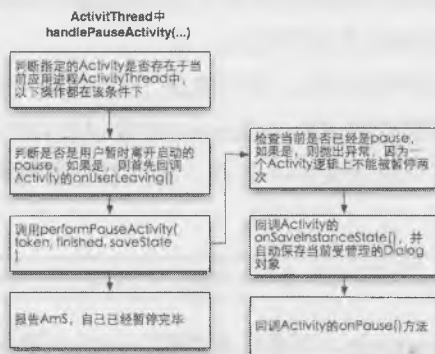 ActivitThread中
handlePauseActivity(...)
判断指定的Activity是否存在于当
前应用进程ActivityThread中,
以下操作都在该条件下
判断是否是用户暂时离开启动的
pause, 如果是, 则首先回调
Activity的onUserLeaving()
调用performPauseActivity(
token, finished, saveState
)
报告AmS, 自己已经暂停完毕
检查当前是否已经是pause,
如果是, 则抛出异常, 因为一
个Activity逻辑上不能被暂停两
次
回调Activity的
onSaveInstanceState(), 并
自动保存当前受管理的Dialog
对象
回调Activity的onPause()方法